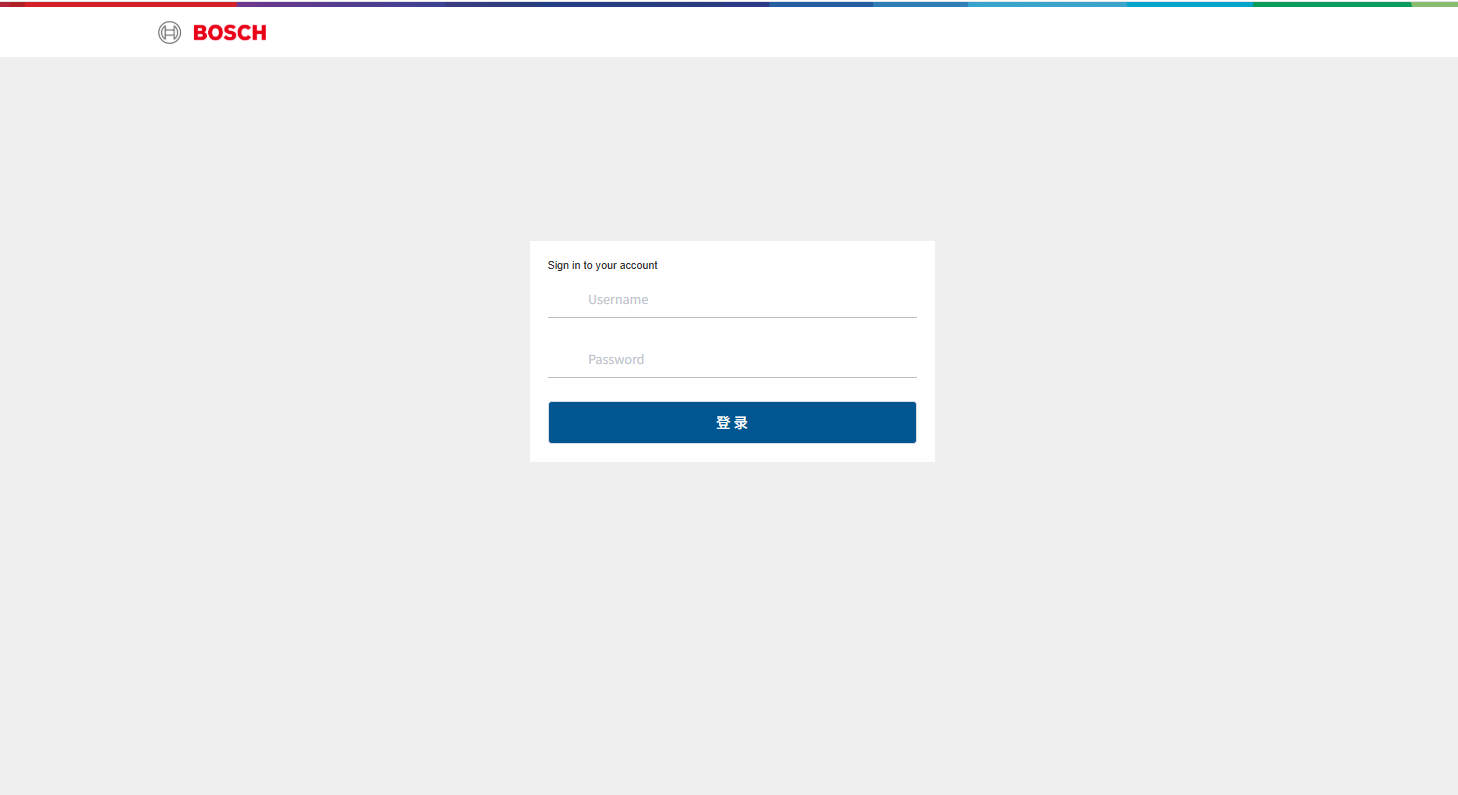 BOSCH
Sign in to your account
Username
Password
登录